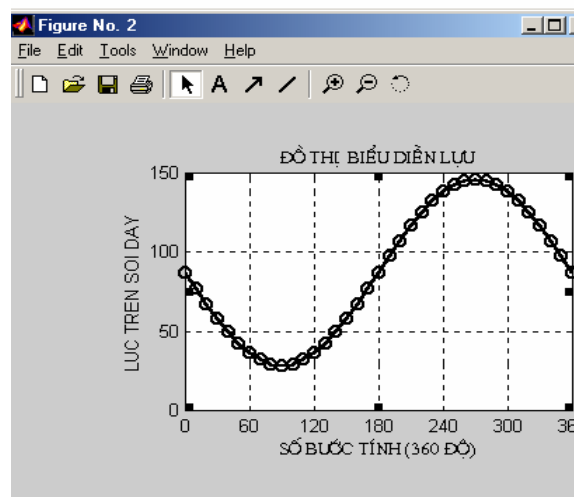 Figure No. 2
File Edit Tools Window Help
A
ĐỒ THỊ BIỂU DIỄN LỰU
150
100
50
0
LUC TREN SOI DAY
0 60 120 180 240 300 36
SỐ BƯỚC TÍNH (360 ĐỘ)